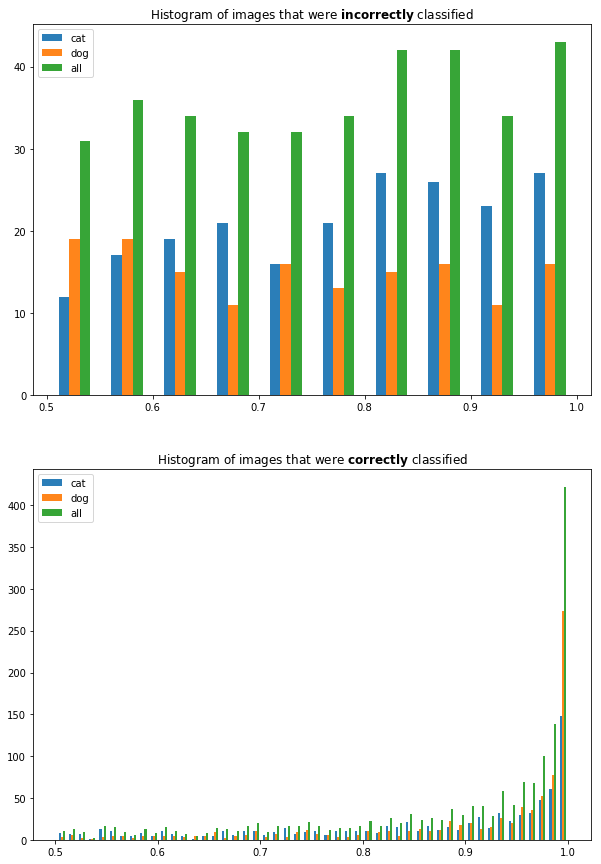 Histogram of images that were incorrectly classified
cat
dog
all
40
30
20
10
0
0.5 0.6 0.7 0.8 0.9 1.0
Histogram of images that were correctly classified
cat
dog
all
400
350
300
250
200
150
100
50
0
0.5 0.6 0.7 0.8 0.9 1.0